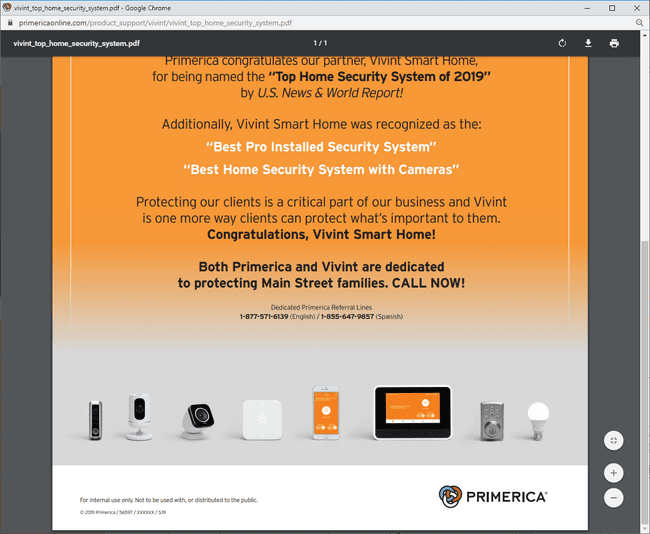 vivint_top_home_security_system.pdf - Google Chrome
primericaonline.com/product_support/vivint/vivint_top_home_security_system.pdf
vivint_top_home_security_system.pdf
1 / 1
Primerica congratulates our partner, Vivint Smart Home,
for being named the “Top Home Security System of 2019”
by U.S. News & World Report!
Additionally, Vivint Smart Home was recognized as the:
“Best Pro Installed Security System”
“Best Home Security System with Cameras”
Protecting our clients is a critical part of our business and Vivint
is one more way clients can protect what’s important to them.
Congratulations, Vivint Smart Home!
Both Primerica and Vivint are dedicated
to protecting Main Street families. CALL NOW!
Dedicated Primerica Referral Lines
1-877-571-6139 (English) / 1-855-647-9857 (Spanish)
For internal use only. Not to be used with, or distributed to the public.
© 2019 Primerica / 56597 / XXXXXX / 5.19
PRIMERICA